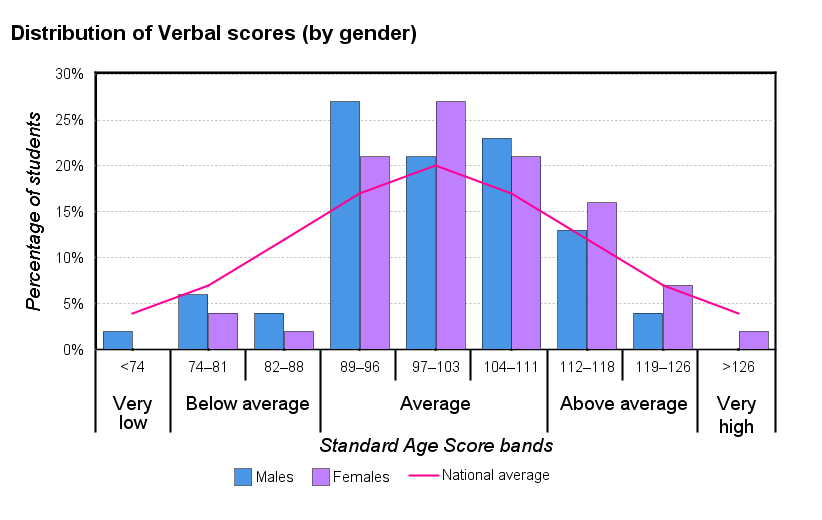 Distribution of Verbal scores (by gender)
Percentage of students
30%
25%
20%
15%
10%
5%
0%
<74 74–81 82–88 89–96 97–103 104–111 112–118 119–126 >126
Very low Below average Average Above average Very high
Standard Age Score bands
Males Females National average